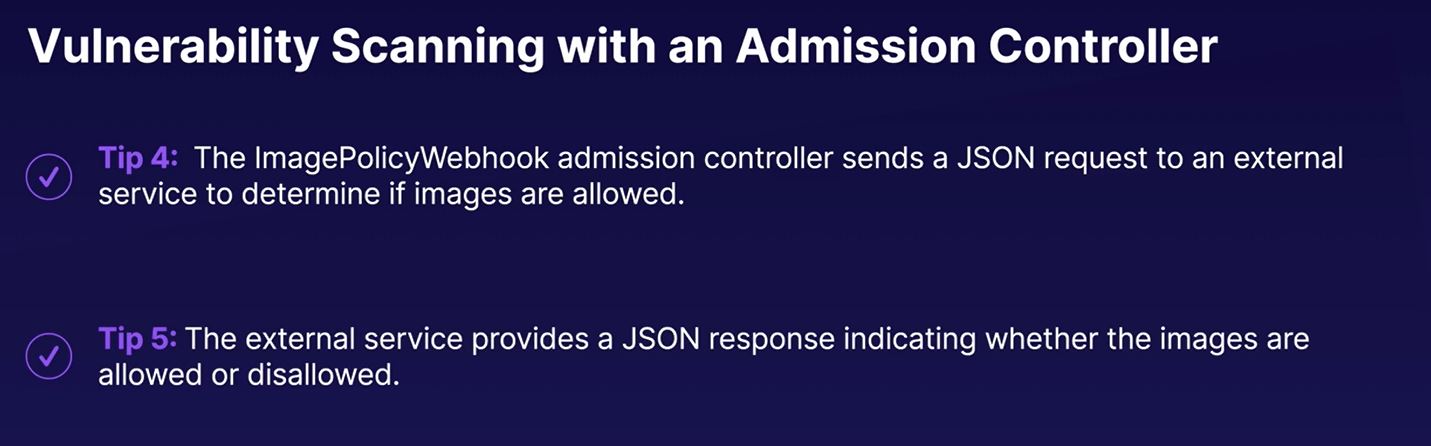 Vulnerability Scanning with an Admission Controller
Tip 4: The ImagePolicyWebhook admission controller sends a JSON request to an external
service to determine if images are allowed.
Tip 5: The external service provides a JSON response indicating whether the images are
allowed or disallowed.